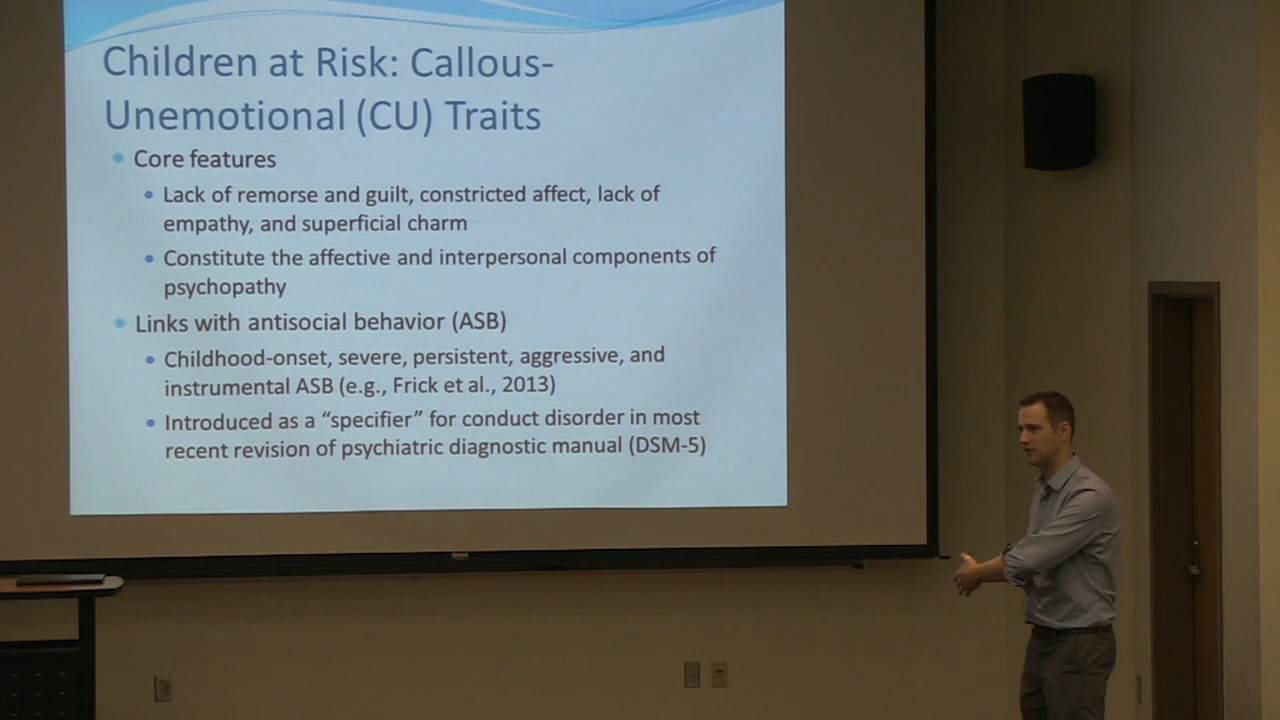 Children at Risk: Callous-
Unemotional (CU) Traits
• Core features
• Lack of remorse and guilt, constricted affect, lack of
empathy, and superficial charm
• Constitute the affective and interpersonal components of
psychopathy
• Links with antisocial behavior (ASB)
• Childhood-onset, severe, persistent, aggressive, and
instrumental ASB (e.g., Frick et al., 2013)
• Introduced as a “specifier” for conduct disorder in most
recent revision of psychiatric diagnostic manual (DSM-5)